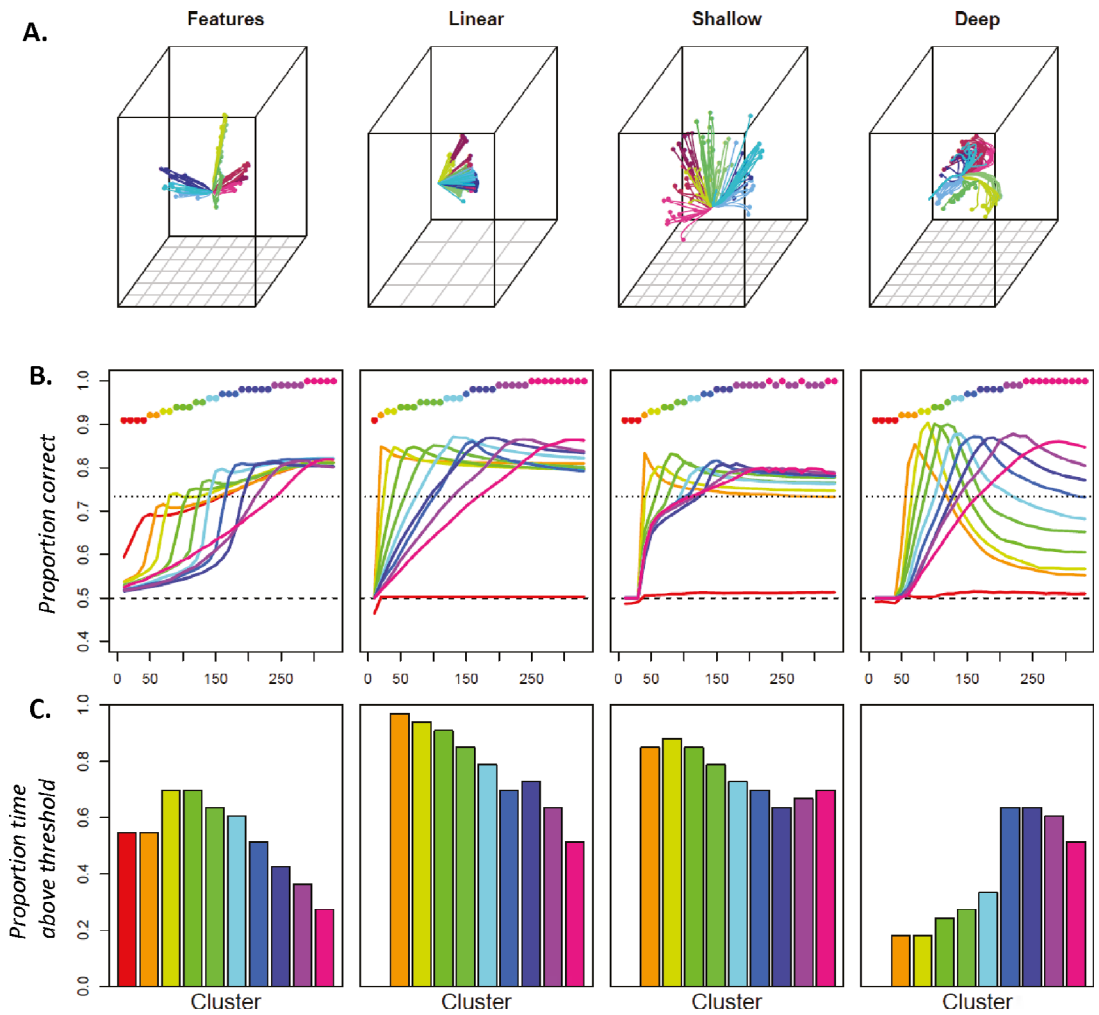 Features Linear Shallow Deep
A.
B.
Proportion correct
1.0
0.9
0.8
0.7
0.6
0.5
0.4
0 50 150 250 0 50 150 250 0 50 150 250 0 50 150 250
C.
Proportion time
above threshold
1.0
0.8
0.6
0.4
0.2
0.0
Cluster Cluster Cluster Cluster